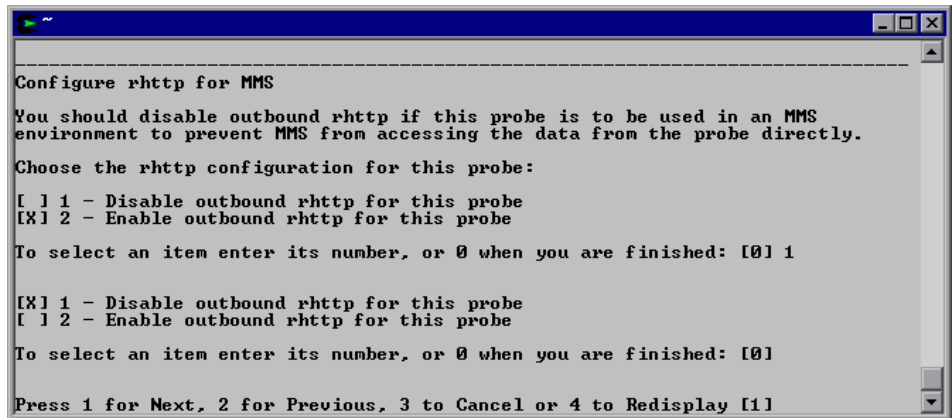 ~
Configure rhttp for MMS
You should disable outbound rhttp if this probe is to be used in an MMS
environment to prevent MMS from accessing the data from the probe directly.
Choose the rhttp configuration for this probe:
[ ] 1 - Disable outbound rhttp for this probe
[X] 2 - Enable outbound rhttp for this probe
To select an item enter its number, or 0 when you are finished: [0] 1
[X] 1 - Disable outbound rhttp for this probe
[ ] 2 - Enable outbound rhttp for this probe
To select an item enter its number, or 0 when you are finished: [0]
Press 1 for Next, 2 for Previous, 3 to Cancel or 4 to Redisplay [1]